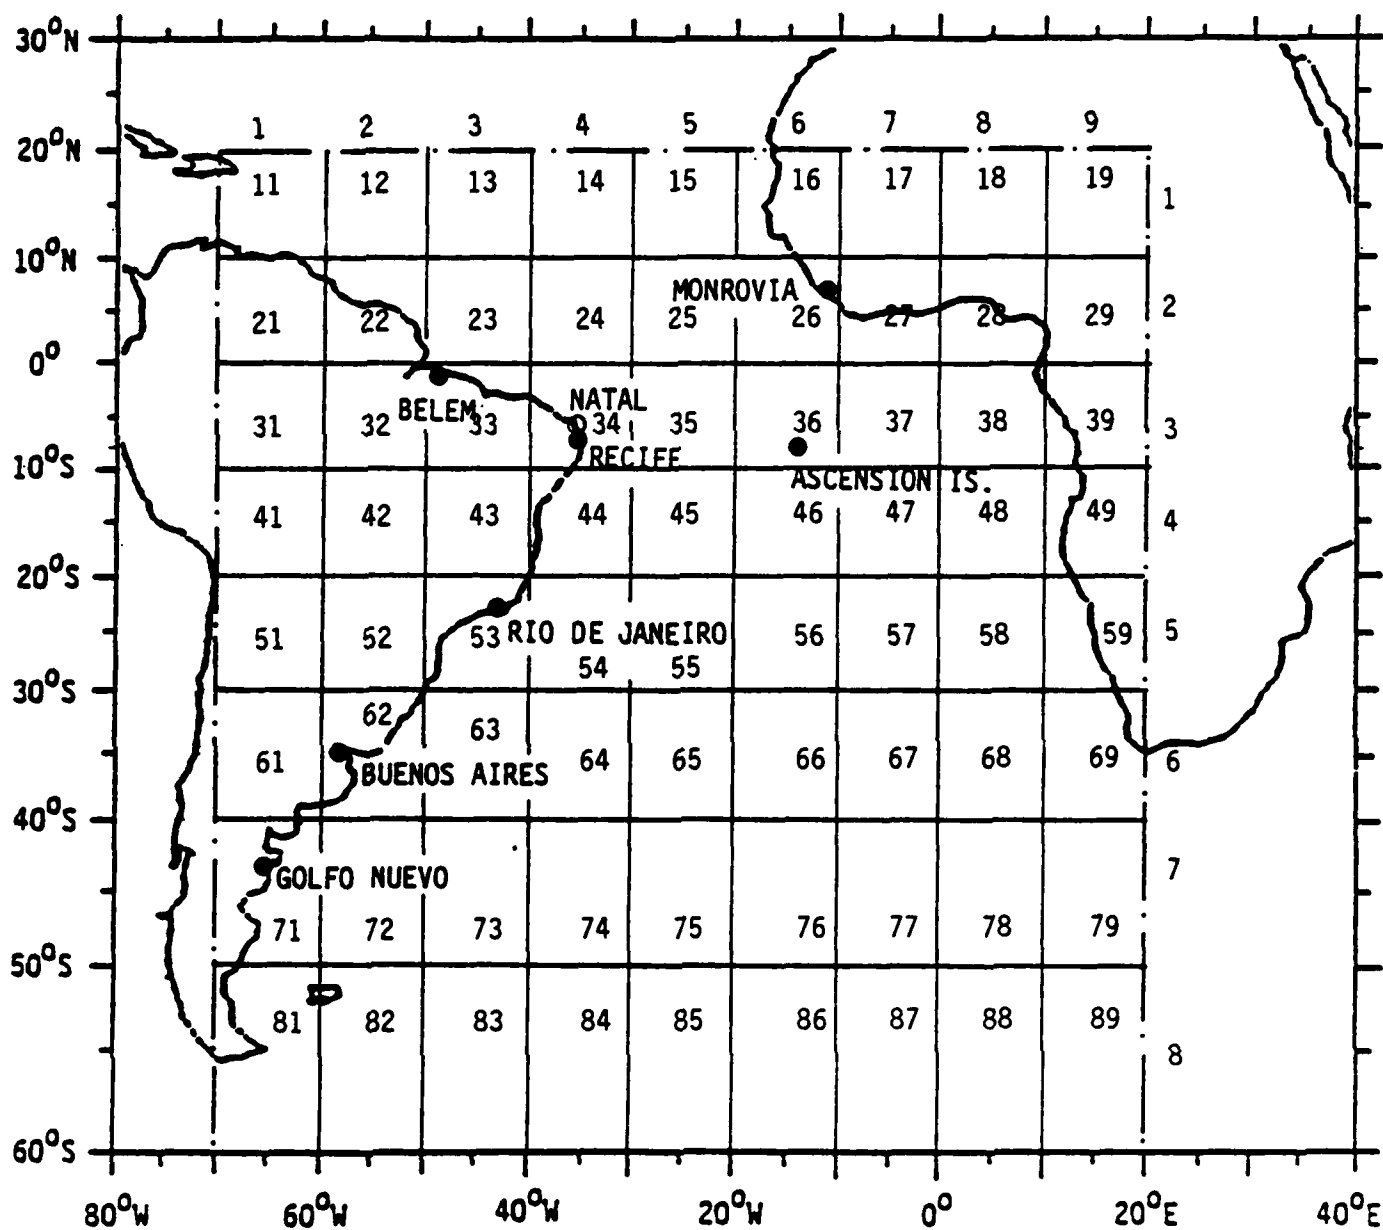 30°N
1 2 3 4 5 6 7 8 9
20°N
11 12 13 14 15 16 17 18 19
1
10°N
MONROVIA
2
21 22 23 24 25 26 27 28 29
0°
NATAL
BELEM
31 32 33 34 35 36 37 38 39 3
RECIFE
10°S
ASCENSION IS.
41 42 43 44 45 46 47 48 49 4
20°S
51 52 53 RIO DE JANEIRO 56 57 58 59 5
54 55
30°S
62
63
61 64 65 66 67 68 69 6
BUENOS AIRES
40°S
7
GOLFO NUEVO
71 72 73 74 75 76 77 78 79
50°S
81 82 83 84 85 86 87 88 89
8
60°S
80°W 60°W 40°W 20°W 0° 20°E 40°E